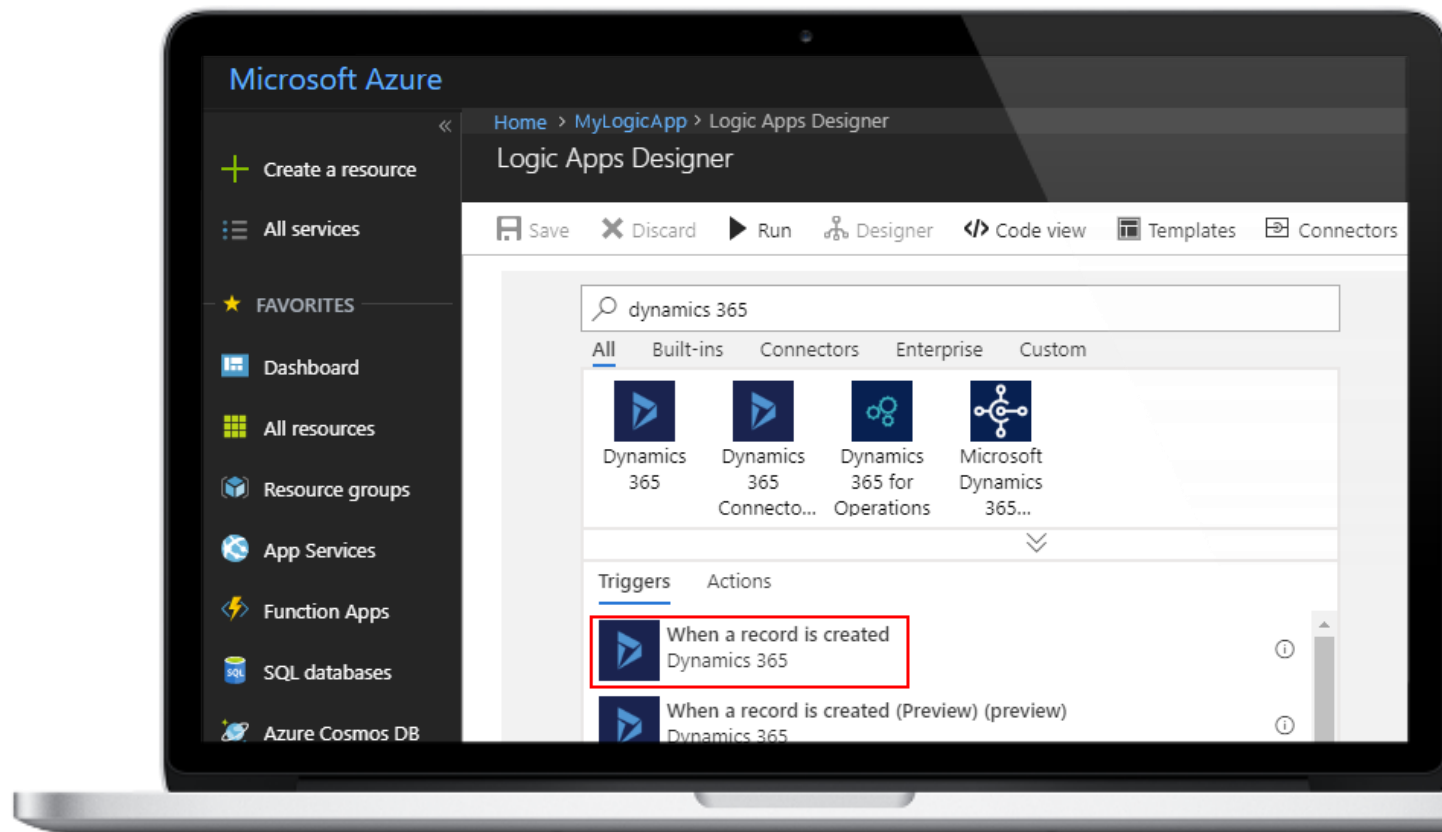 Microsoft Azure
«
Home > MyLogicApp > Logic Apps Designer
Logic Apps Designer
Create a resource
All services
FAVORITES
Dashboard
All resources
Resource groups
App Services
Function Apps
SQL databases
Azure Cosmos DB
Save Discard Run Designer </> Code view Templates Connectors
dynamics 365
All Built-ins Connectors Enterprise Custom
Dynamics
365
Dynamics
365
Connecto...
Dynamics
365 for
Operations
Microsoft
Dynamics
365...
Triggers Actions
When a record is created
Dynamics 365
When a record is created (Preview) (preview)
Dynamics 365
SQL